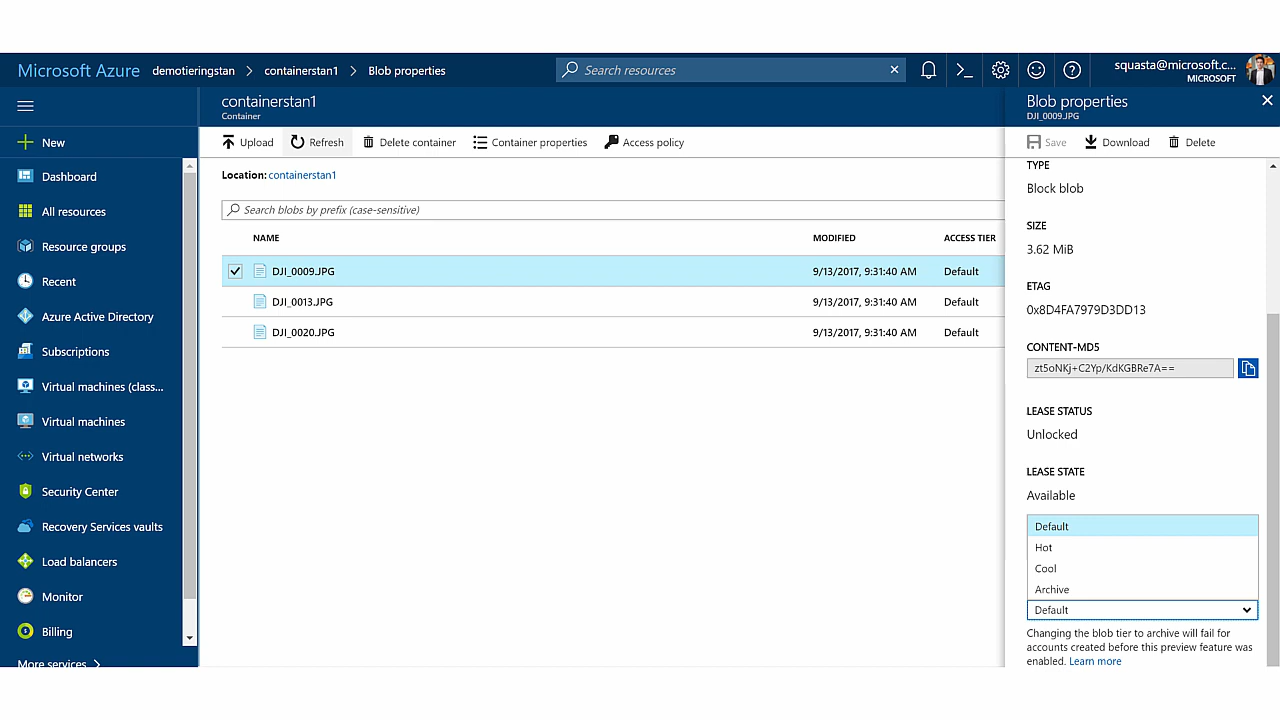 Microsoft Azure demotieringstan > containerstan1 > Blob properties
Search resources
squasta@microsoft.c...
MICROSOFT
New
Dashboard
All resources
Resource groups
Recent
Azure Active Directory
Subscriptions
Virtual machines (class...
Virtual machines
Virtual networks
Security Center
Recovery Services vaults
Load balancers
Monitor
Billing
More services >
containerstan1
Container
Upload Refresh Delete container Container properties Access policy
Location: containerstan1
Search blobs by prefix (case-sensitive)
NAME MODIFIED ACCESS TIER
DJI_0009.JPG 9/13/2017, 9:31:40 AM Default
DJI_0013.JPG 9/13/2017, 9:31:40 AM Default
DJI_0020.JPG 9/13/2017, 9:31:40 AM Default
Blob properties
DJI_0009.JPG
Save Download Delete
TYPE
Block blob
SIZE
3.62 MiB
ETAG
0x8D4FA7979D3DD13
CONTENT-MD5
zt5oNKj+C2Yp/KdKGBRe7A==
LEASE STATUS
Unlocked
LEASE STATE
Available
Default
Hot
Cool
Archive
Default
Changing the blob tier to archive will fail for
accounts created before this preview feature was
enabled. Learn more